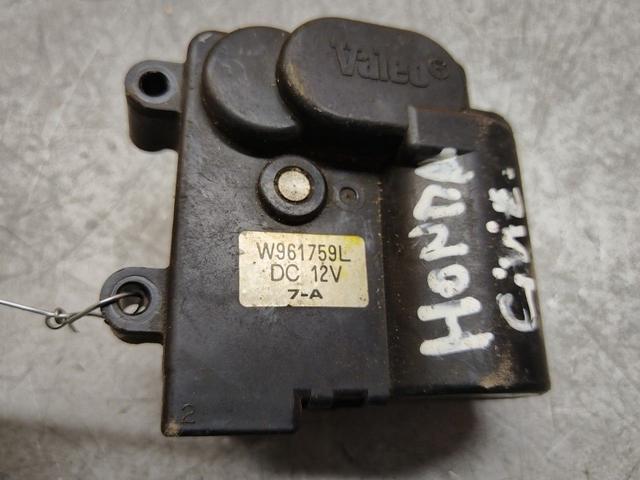 Valeo
W961759L
DC 12V
7-A
HONDA
Civic.
2